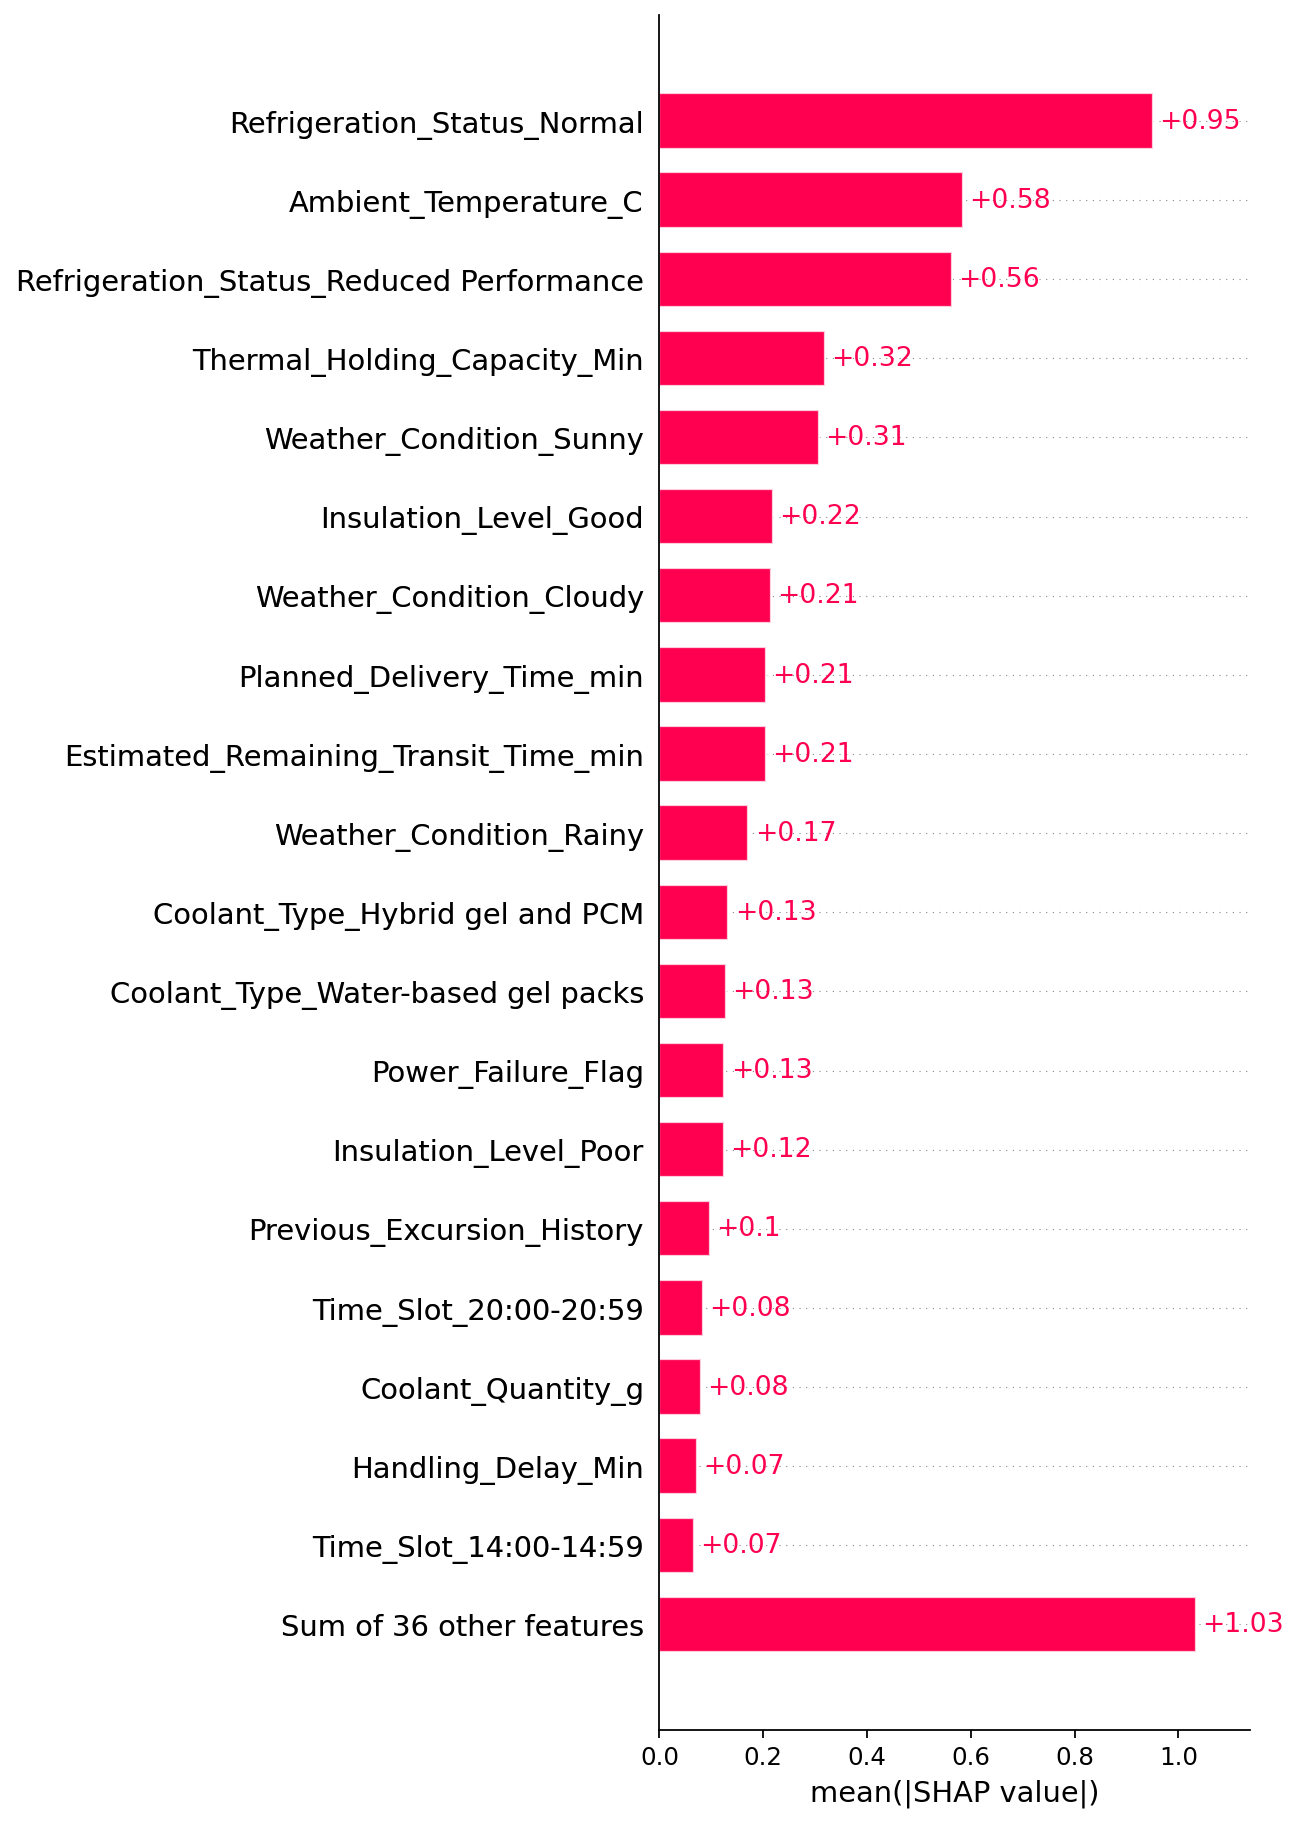 Refrigeration_Status_Normal +0.95
Ambient_Temperature_C +0.58
Refrigeration_Status_Reduced Performance +0.56
Thermal_Holding_Capacity_Min +0.32
Weather_Condition_Sunny +0.31
Insulation_Level_Good +0.22
Weather_Condition_Cloudy +0.21
Planned_Delivery_Time_min +0.21
Estimated_Remaining_Transit_Time_min +0.21
Weather_Condition_Rainy +0.17
Coolant_Type_Hybrid gel and PCM +0.13
Coolant_Type_Water-based gel packs +0.13
Power_Failure_Flag +0.13
Insulation_Level_Poor +0.12
Previous_Excursion_History +0.1
Time_Slot_20:00-20:59 +0.08
Coolant_Quantity_g +0.08
Handling_Delay_Min +0.07
Time_Slot_14:00-14:59 +0.07
Sum of 36 other features +1.03
0.0 0.2 0.4 0.6 0.8 1.0
mean(|SHAP value|)